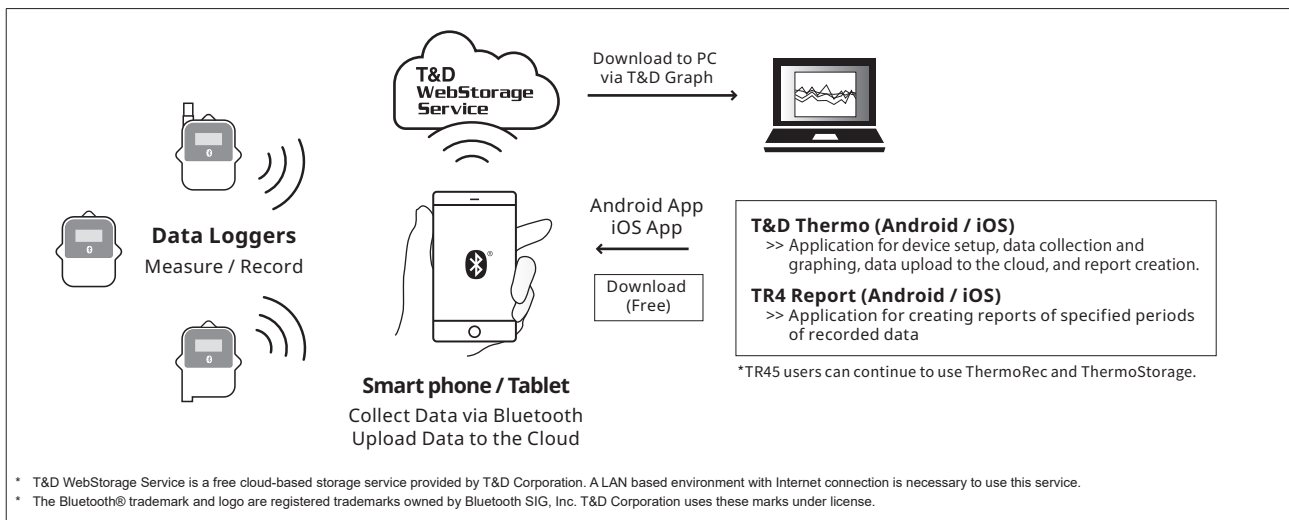 T&D
WebStorage
Service
Download to PC
via T&D Graph
Data Loggers
Measure / Record
Android App
iOS App
Download
(Free)
T&D Thermo (Android / iOS)
>> Application for device setup, data collection and
graphing, data upload to the cloud, and report creation.
TR4 Report (Android / iOS)
>> Application for creating reports of specified periods
of recorded data
*TR45 users can continue to use ThermoRec and ThermoStorage.
®
Smart phone / Tablet
Collect Data via Bluetooth
Upload Data to the Cloud
* T&D WebStorage Service is a free cloud-based storage service provided by T&D Corporation. A LAN based environment with Internet connection is necessary to use this service.
* The Bluetooth® trademark and logo are registered trademarks owned by Bluetooth SIG, Inc. T&D Corporation uses these marks under license.